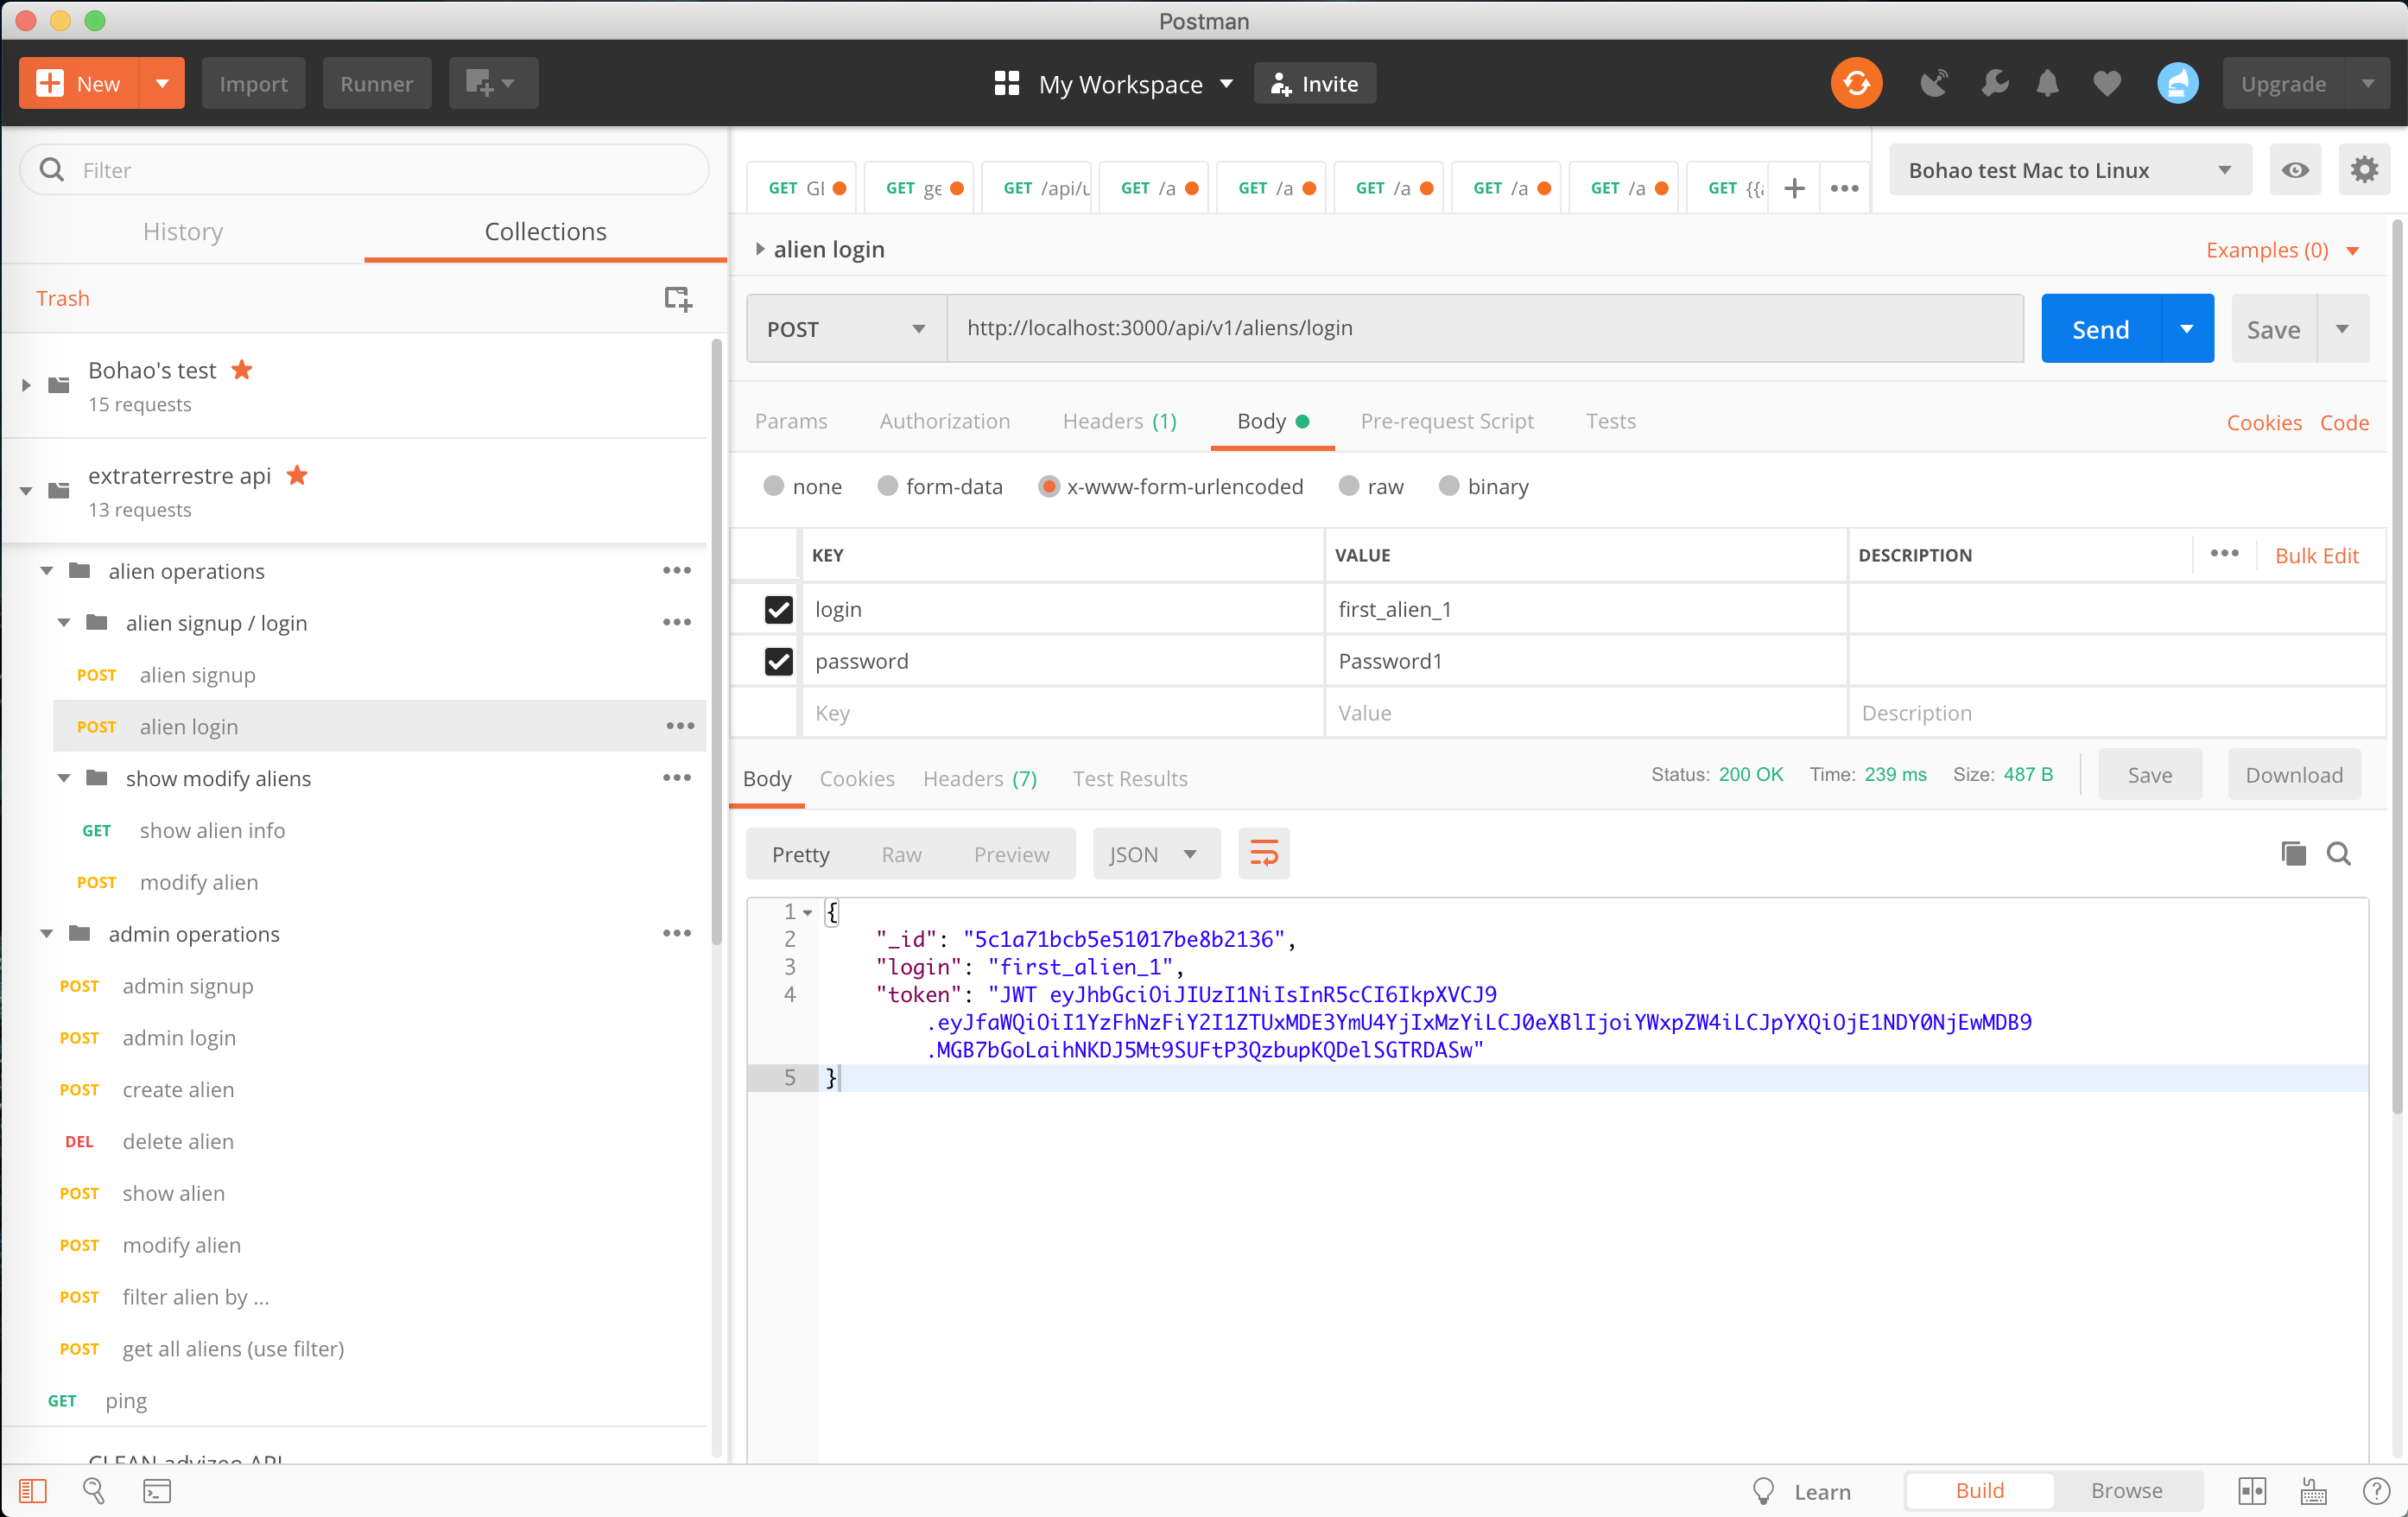 Postman
New
Import
Runner
My Workspace
Invite
Upgrade
Filter
History
Collections
Trash
Bohao's test
15 requests
extraterrestre api
13 requests
alien operations
alien signup / login
POST alien signup
POST alien login
show modify aliens
GET show alien info
POST modify alien
admin operations
POST admin signup
POST admin login
POST create alien
DEL delete alien
POST show alien
POST modify alien
POST filter alien by ...
POST get all aliens (use filter)
GET ping
CLEAN advizeo API
GET
GET ge
GET /api/u
GET /a
GET /a
GET /a
GET /a
GET /a
GET {{
Bohao test Mac to Linux
alien login
Examples (0)
POST
http://localhost:3000/api/v1/aliens/login
Send
Save
Params Authorization Headers (1) Body Pre-request Script Tests
Cookies Code
none form-data x-www-form-urlencoded raw binary
KEY VALUE DESCRIPTION Bulk Edit
login first_alien_1
password Password1
Key Value Description
Body Cookies Headers (7) Test Results
Status: 200 OK Time: 239 ms Size: 487 B
Save
Download
Pretty Raw Preview
JSON
1 {
2 "_id": "5c1a71bcb5e51017be8b2136",
3 "login": "first_alien_1",
4 "token": "JWT eyJhbGciOiJIUzI1NiIsInR5cCI6IkpXVCJ9
.eyJfaWQiOiI1YzFhNzFiY2I1ZTUxMDE3YmU4YjIxMzYiLCJ0eXBlIjoiYWxpZW4iLCJpYXQiOjE1NDY0NjEwMDB9
.MGB7bGoLaihNKDJ5Mt9SUFtP3QzbupKQDelSGTRDASw"
5 }
Learn
Build
Browse